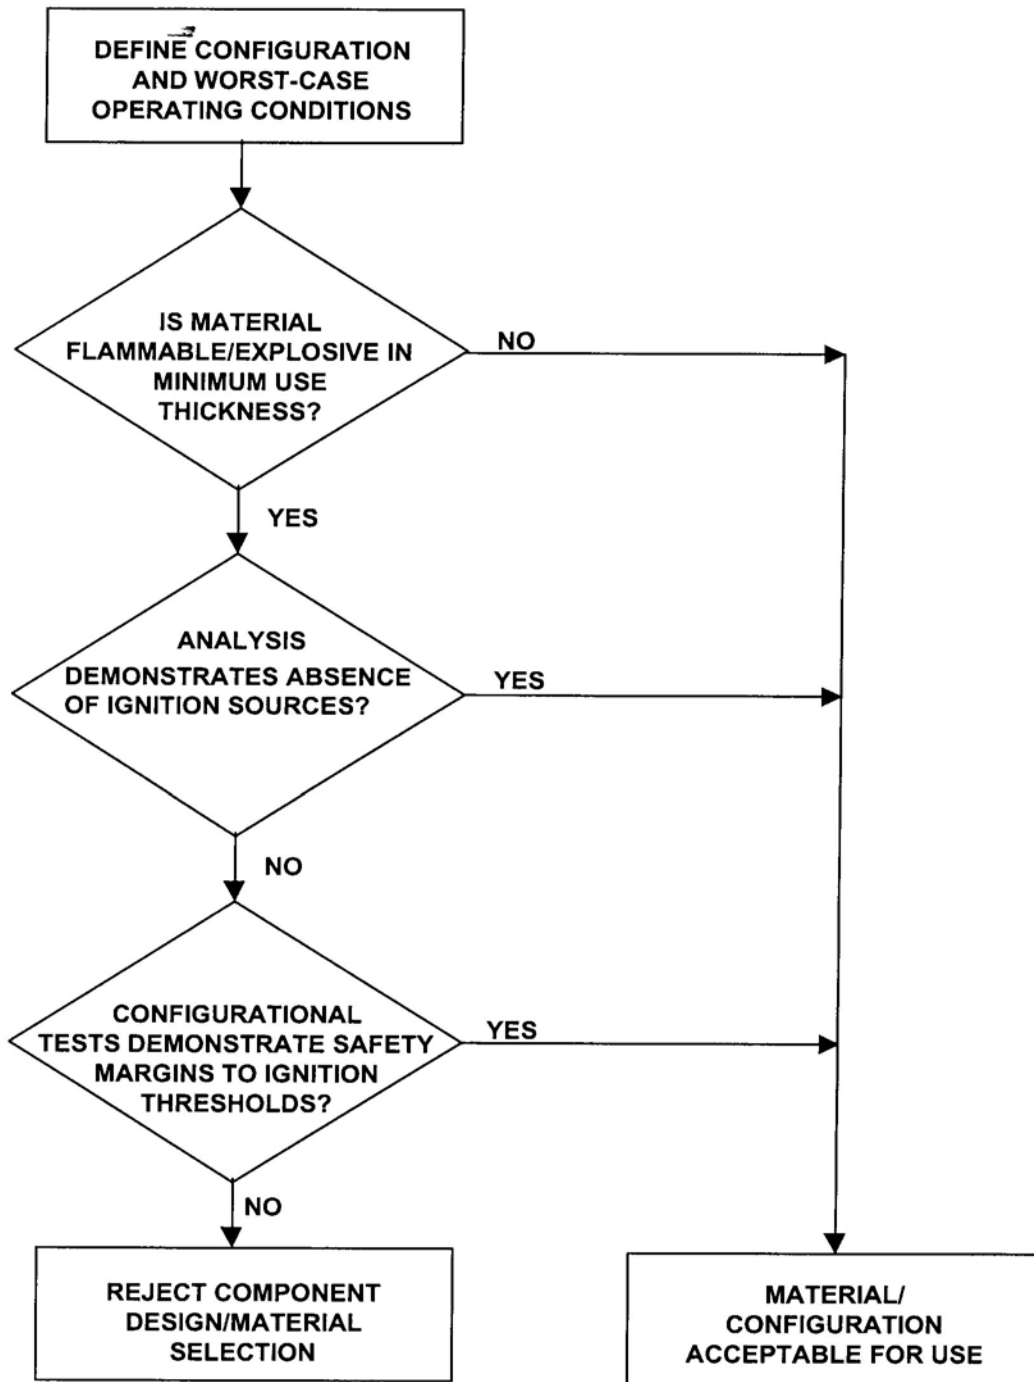 DEFINE CONFIGURATION
AND WORST-CASE
OPERATING CONDITIONS
IS MATERIAL
FLAMMABLE/EXPLOSIVE IN
MINIMUM USE
THICKNESS?
NO
YES
ANALYSIS
DEMONSTRATES ABSENCE
OF IGNITION SOURCES?
YES
NO
CONFIGURATIONAL
TESTS DEMONSTRATE SAFETY
MARGINS TO IGNITION
THRESHOLDS?
YES
NO
REJECT COMPONENT
DESIGN/MATERIAL
SELECTION
MATERIAL/
CONFIGURATION
ACCEPTABLE FOR USE